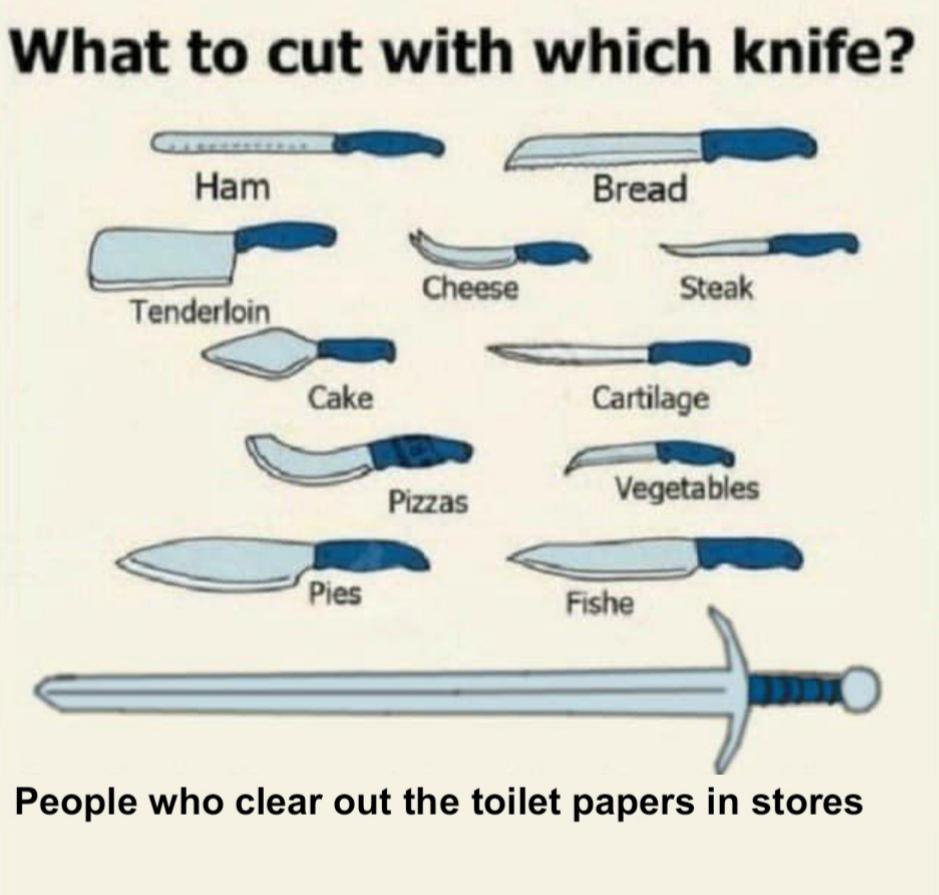 What to cut with which knife?
Ham
Bread
Tenderloin
Cheese
Steak
Cake
Cartilage
Pizzas
Vegetables
Pies
Fishe
People who clear out the toilet papers in stores